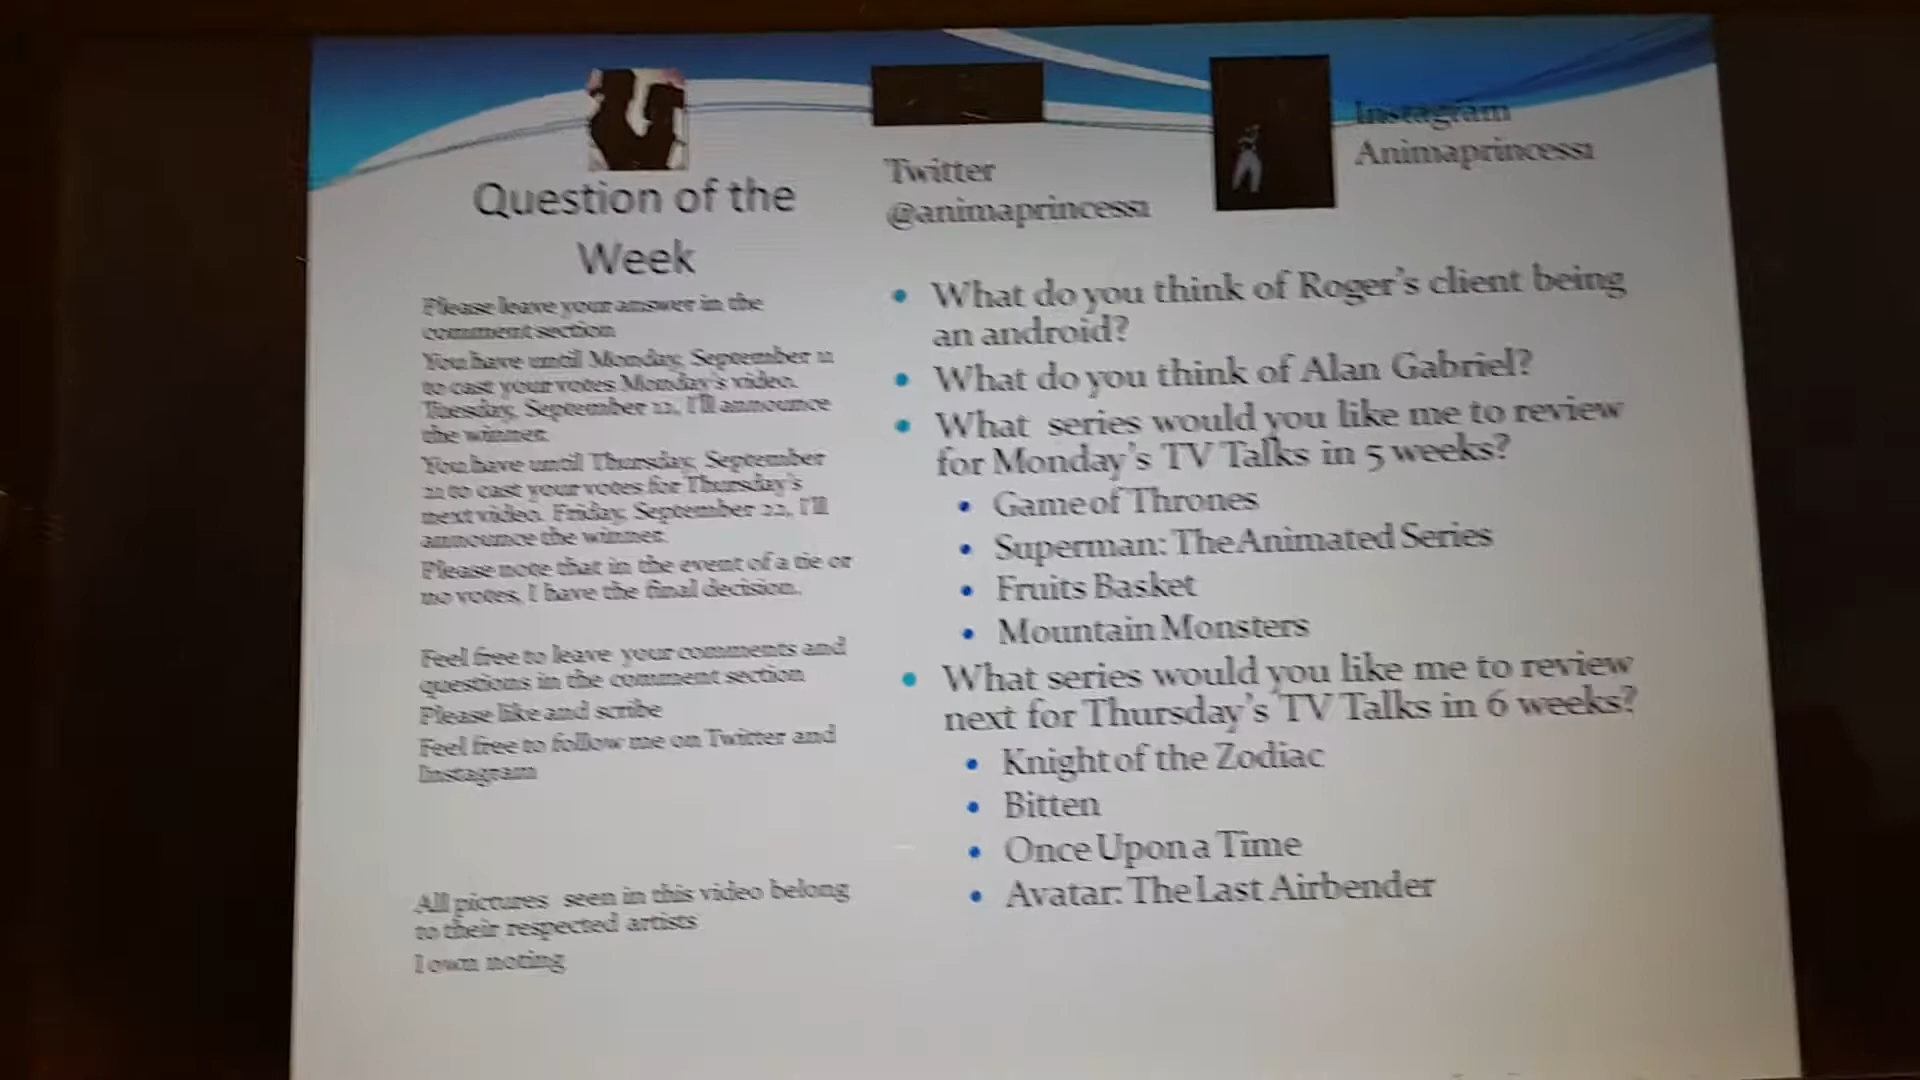 Question of the
Week
Please leave your answer in the
comment section
You have until Monday, September 11
to cast your votes Monday's video.
Tuesday, September 12, I'll announce
the winner.
You have until Thursday, September
21 to cast your votes for Thursday's
next video. Friday, September 22, I'll
announce the winner.
Please note that in the event of a tie or
no votes, I have the final decision.
Feel free to leave your comments and
questions in the comment section
Please like and scribe
Feel free to follow me on Twitter and
Instagram
All pictures seen in this video belong
to their respected artists
I own noting
Twitter
@animaprincess1
Instagram
Animaprincess1
What do you think of Roger's client being
an android?
What do you think of Alan Gabriel?
What series would you like me to review
for Monday's TV Talks in 5 weeks?
Game of Thrones
Superman: The Animated Series
Fruits Basket
Mountain Monsters
What series would you like me to review
next for Thursday's TV Talks in 6 weeks?
Knight of the Zodiac
Bitten
Once Upon a Time
Avatar: The Last Airbender